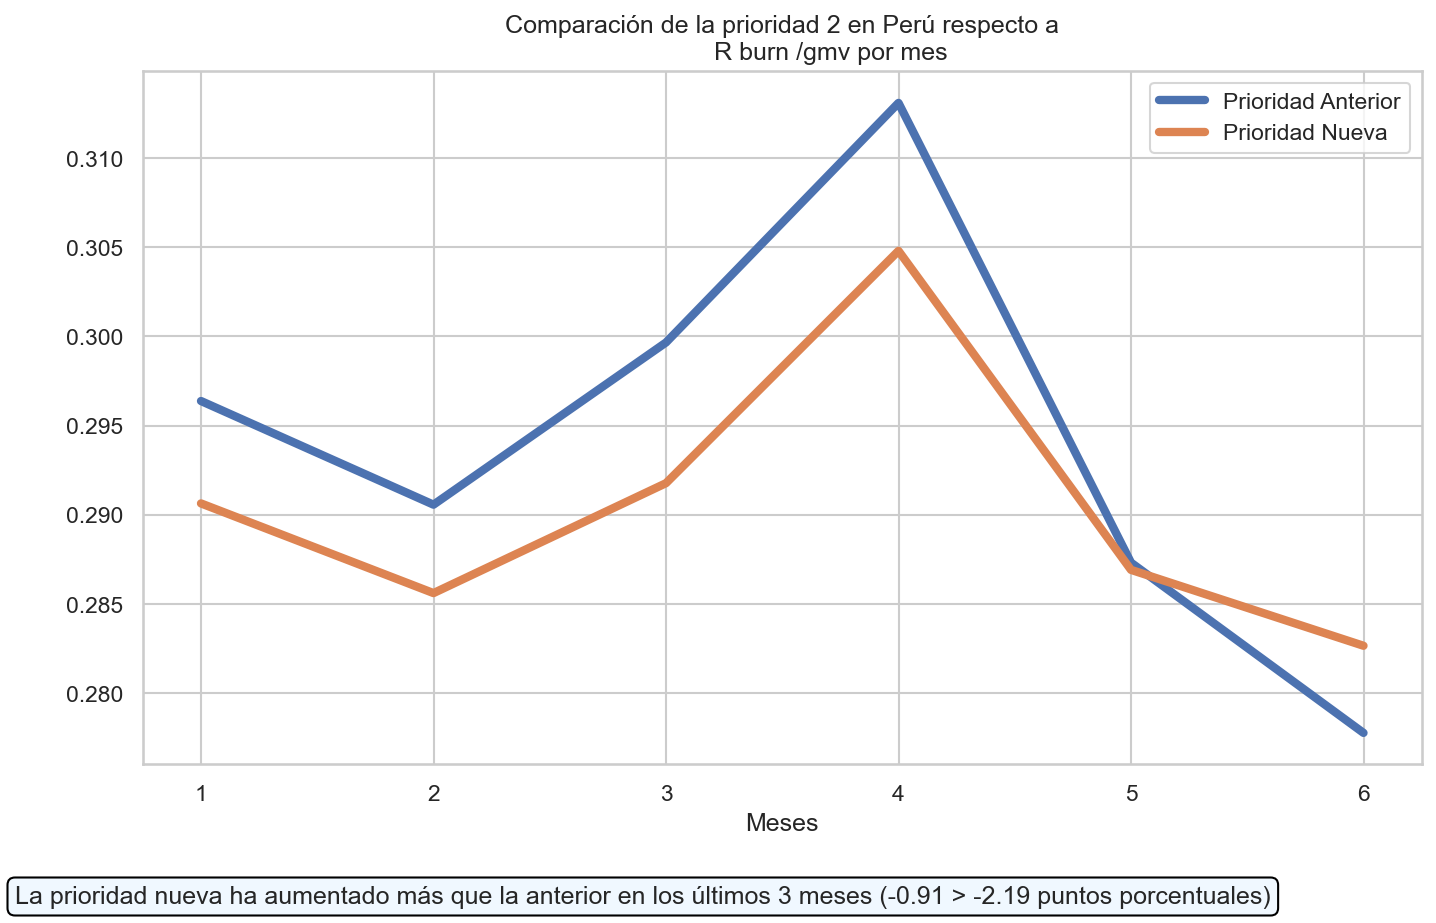 Comparación de la prioridad 2 en Perú respecto a
R burn /gmv por mes
Prioridad Anterior
Prioridad Nueva
0.310
0.305
0.300
0.295
0.290
0.285
0.280
1 2 3 4 5 6
Meses
La prioridad nueva ha aumentado más que la anterior en los últimos 3 meses (-0.91 > -2.19 puntos porcentuales)